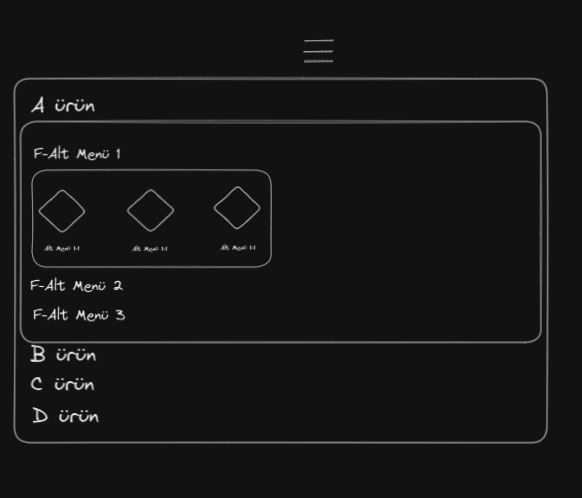 A ürün
F-Alt Menü 1
Alt Menü 1-1 Alt Menü 1-1 Alt Menü 1-1
F-Alt Menü 2
F-Alt Menü 3
B ürün
C ürün
D ürün